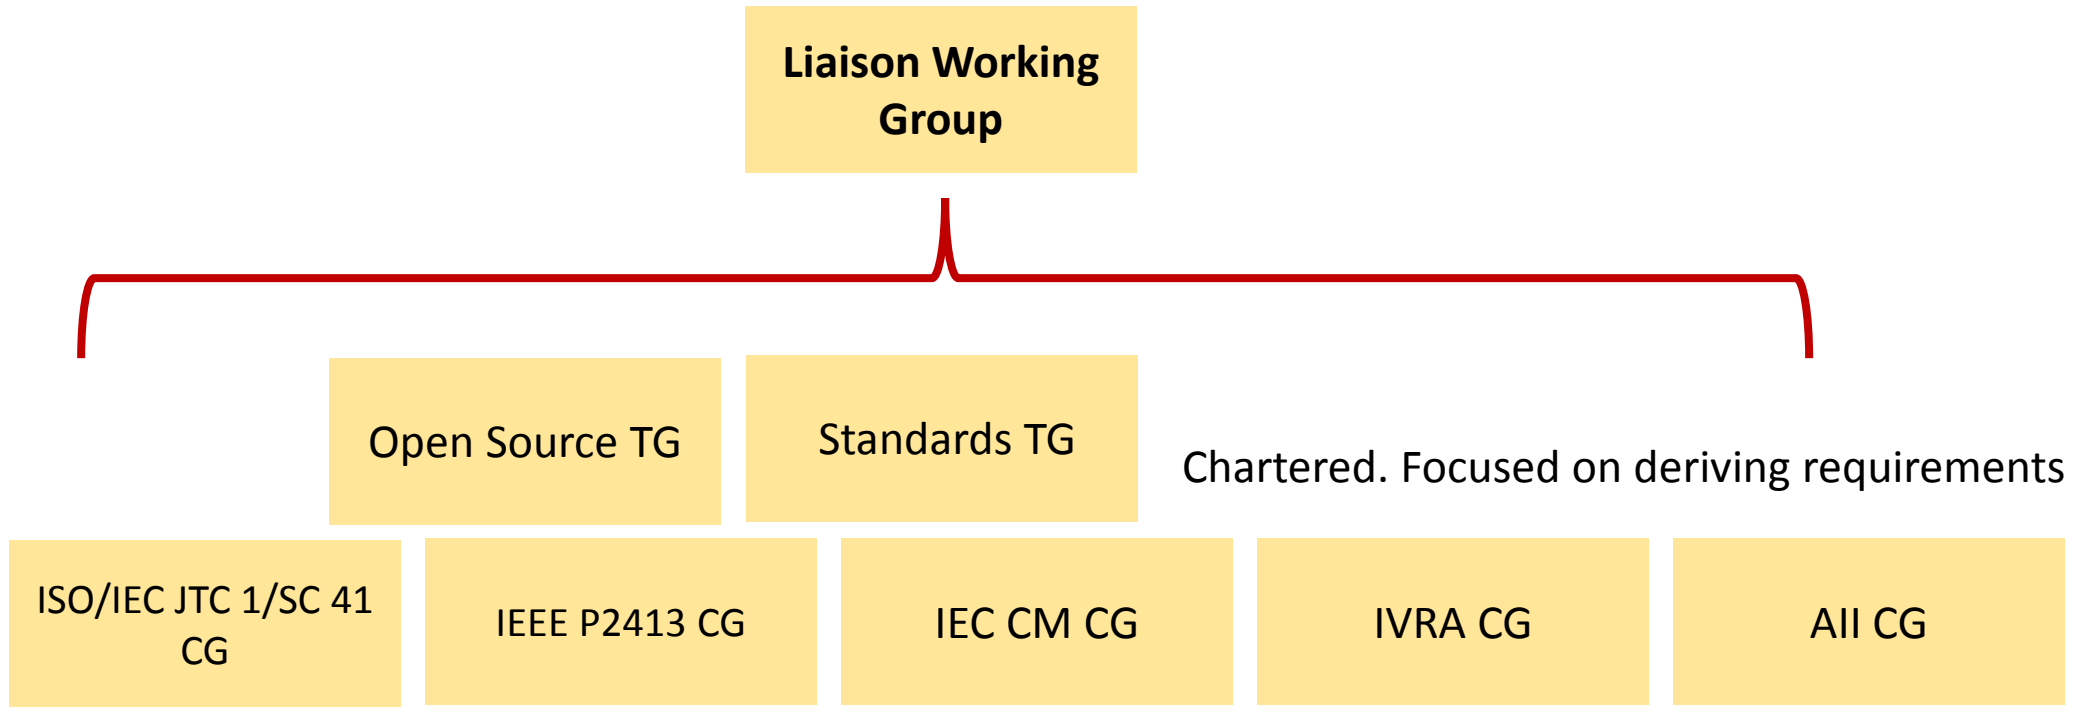 Liaison Working
Group
Open Source TG
Standards TG
Chartered. Focused on deriving requirements
ISO/IEC JTC 1/SC 41
CG
IEEE P2413 CG
IEC CM CG
IVRA CG
AII CG